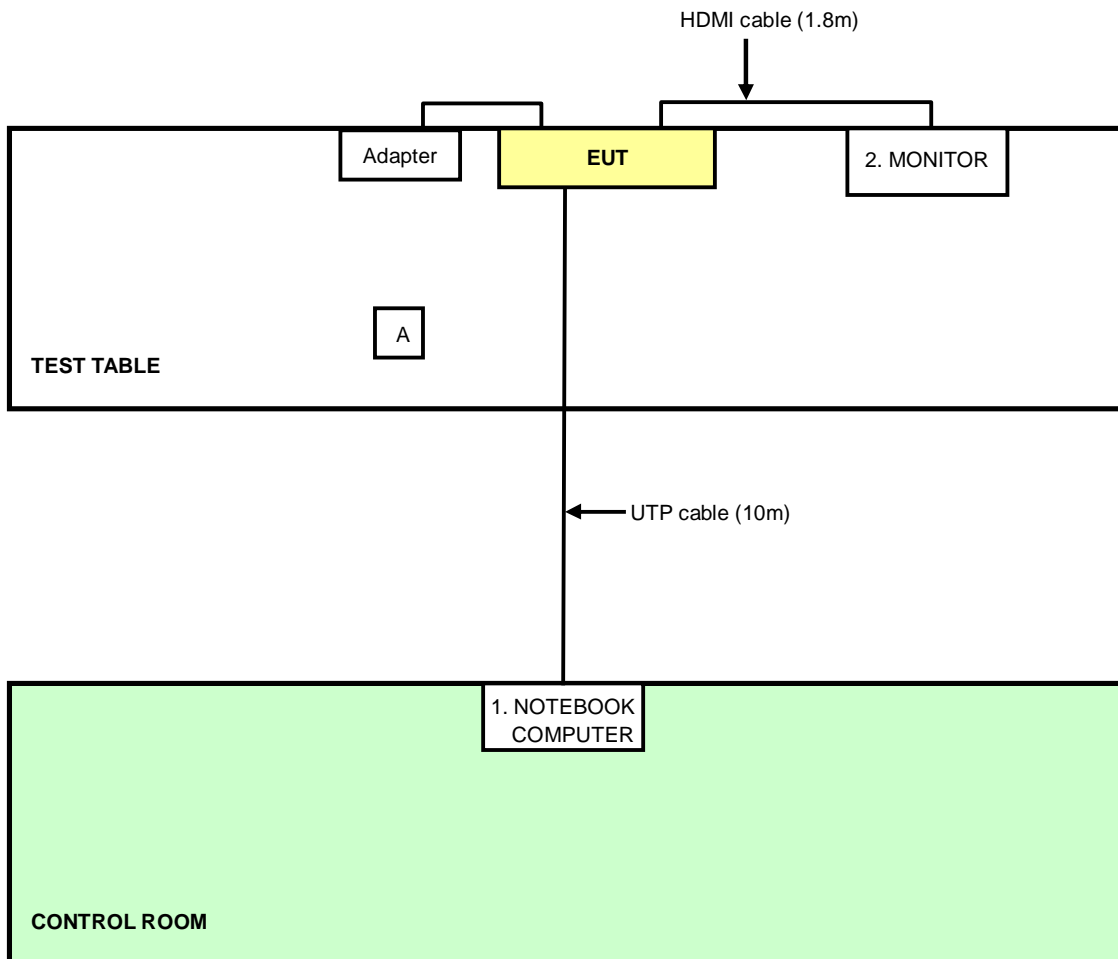 HDMI cable (1.8m)
Adapter
EUT
2. MONITOR
A
TEST TABLE
UTP cable (10m)
1. NOTEBOOK
COMPUTER
CONTROL ROOM